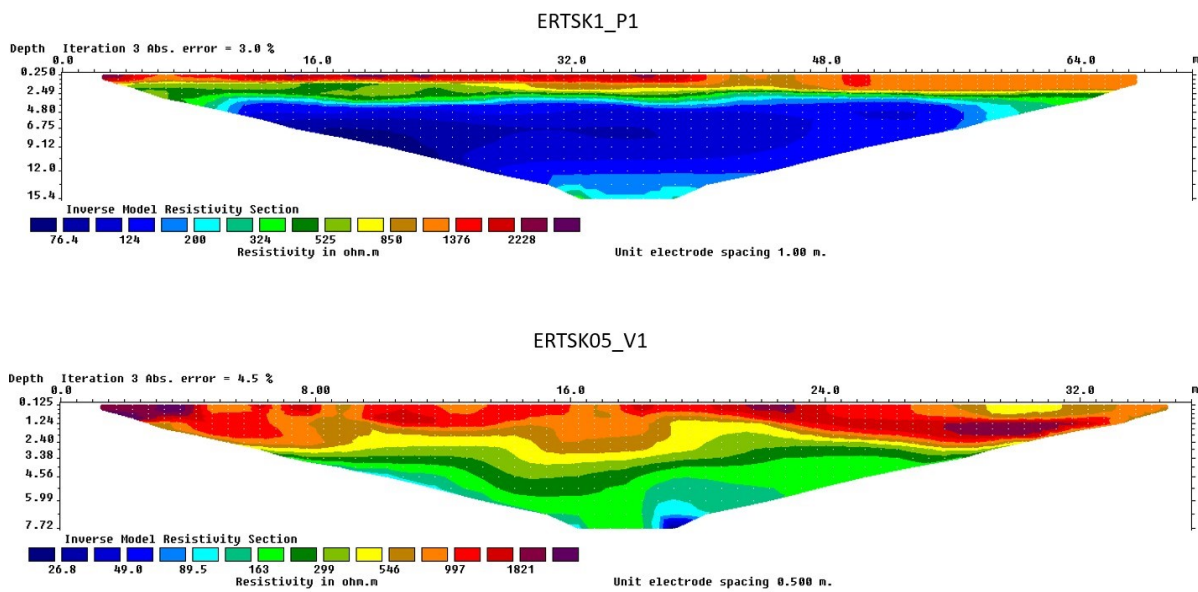 ERTSK1_P1
Depth Iteration 3 Abs. error = 3.0 %
0.0 16.0 32.0 48.0 64.0 m
0.250
2.49
4.80
6.75
9.12
12.0
15.4
Inverse Model Resistivity Section
76.4 124 200 324 525 850 1376 2228
Resistivity in ohm.m Unit electrode spacing 1.00 m.
ERTSK05_V1
Depth Iteration 3 Abs. error = 4.5 %
0.0 8.00 16.0 24.0 32.0 m
0.125
1.24
2.40
3.38
4.56
5.99
7.72
Inverse Model Resistivity Section
26.8 49.0 89.5 163 299 546 997 1821
Resistivity in ohm.m Unit electrode spacing 0.500 m.